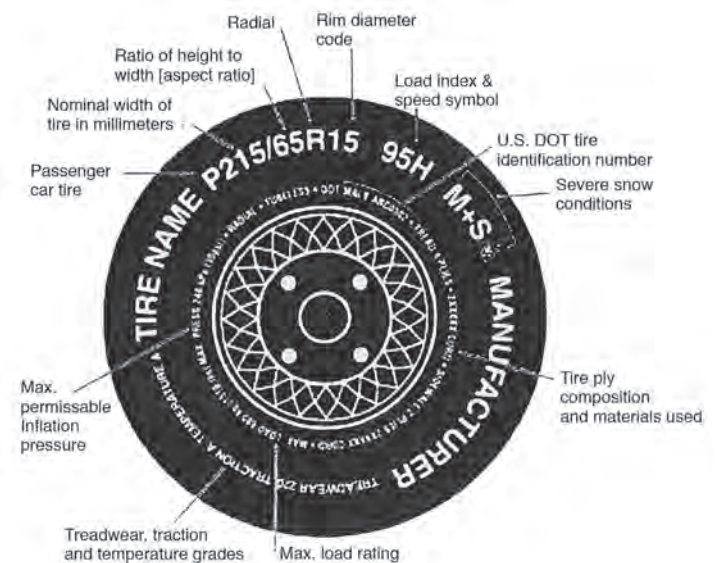 Radial
Rim diameter
code
Ratio of height to
width [aspect ratio]
Load index &
speed symbol
Nominal width of
tire in millimeters
U.S. DOT tire
identification number
Passenger
car tire
Severe snow
conditions
P215/65R15 95H M+S
TIRE NAME
MANUFACTURER
RADIAL • TUBELESS • DOT
TREADWEAR 220 TRACTION A TEMPERATURE A
Max.
permissable
Inflation
pressure
Tire ply
composition
and materials used
Treadwear, traction
and temperature grades
Max. load rating